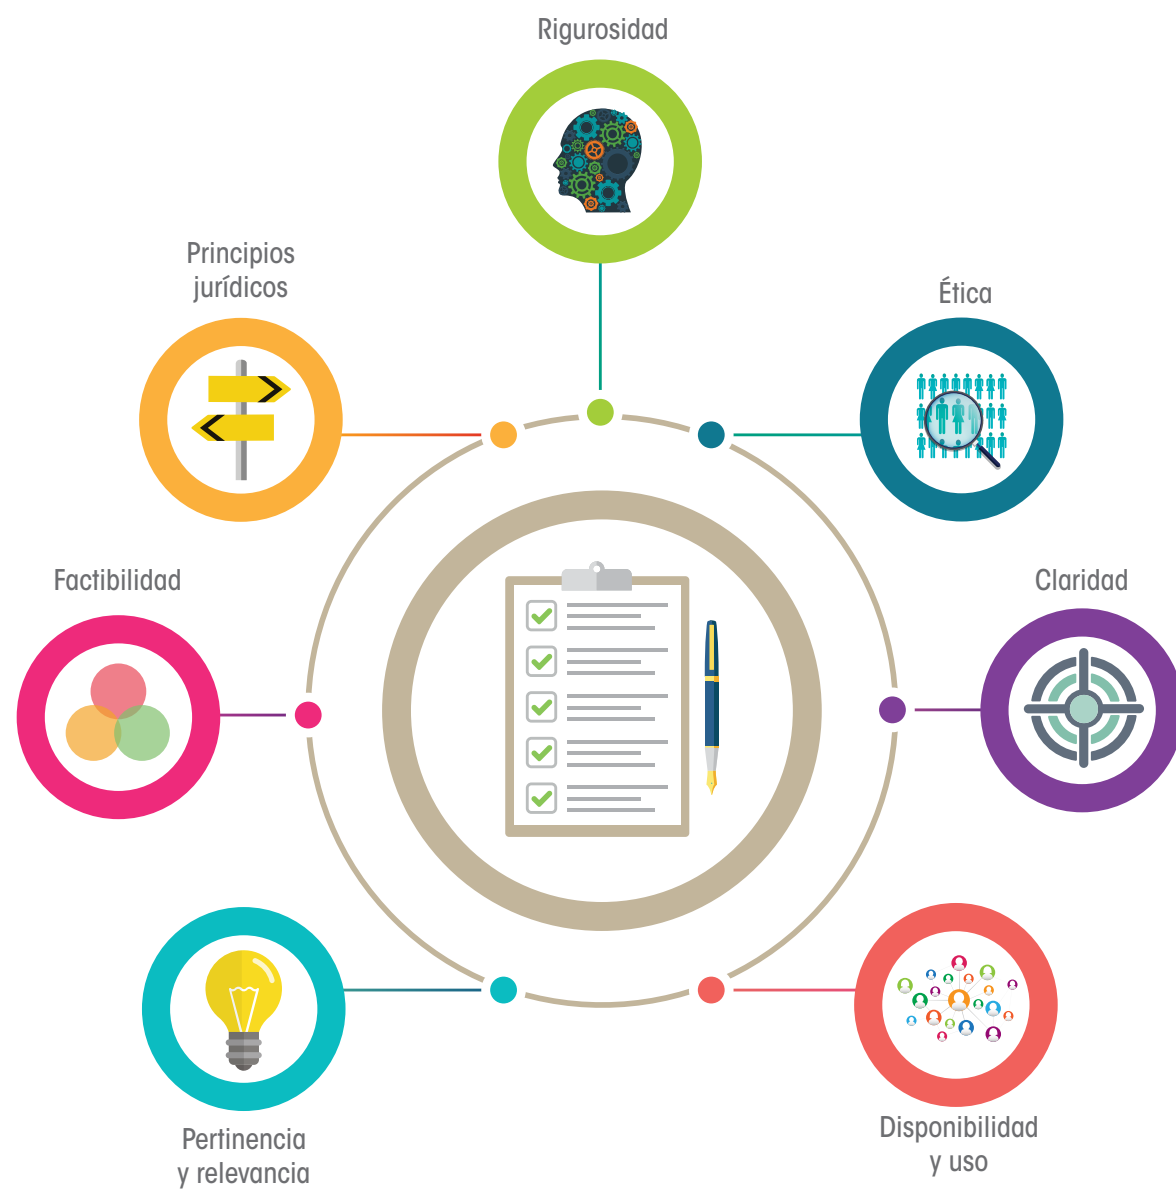 Rigurosidad
Principios
jurídicos
Ética
Factibilidad
Claridad
Pertinencia
y relevancia
Disponibilidad
y uso